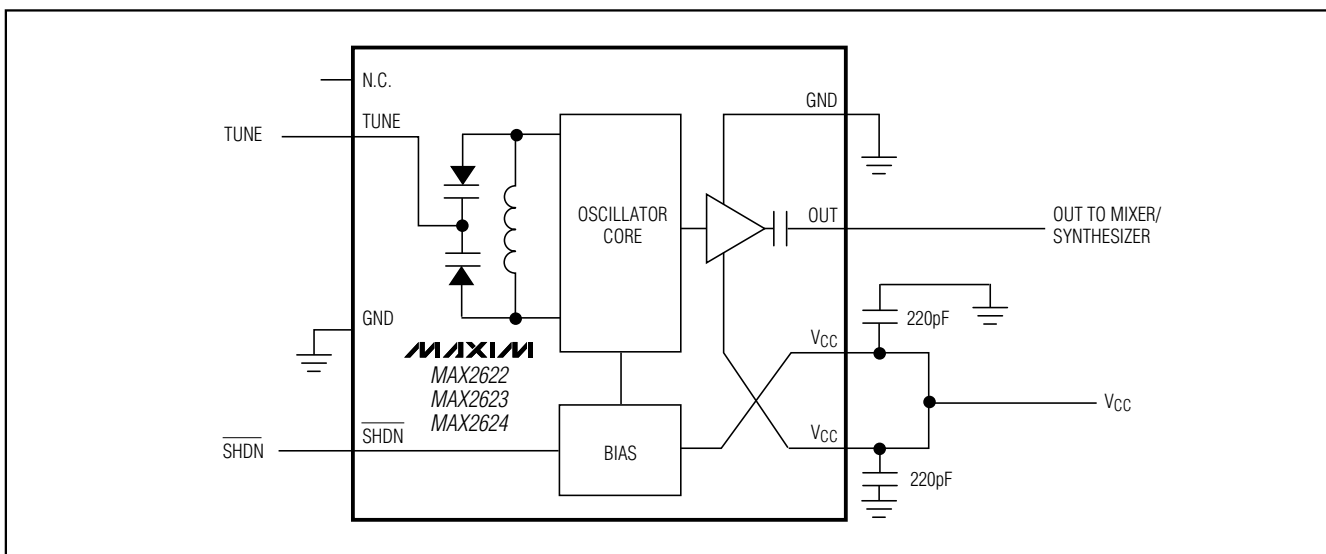 N.C.
GND
TUNE
TUNE
OSCILLATOR
CORE
OUT
OUT TO MIXER/
SYNTHESIZER
220pF
GND
MAXIM
MAX2622
MAX2623
MAX2624
VCC
VCC
SHDN
SHDN
BIAS
VCC
220pF